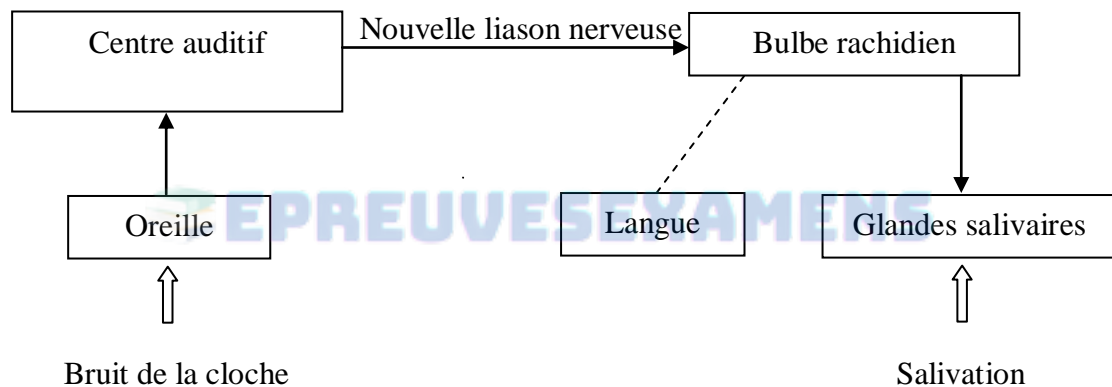 Centre auditif
Nouvelle liason nerveuse
Bulbe rachidien
Oreille
Langue
Glandes salivaires
EPREUVESEXAMENS
Bruit de la cloche
Salivation